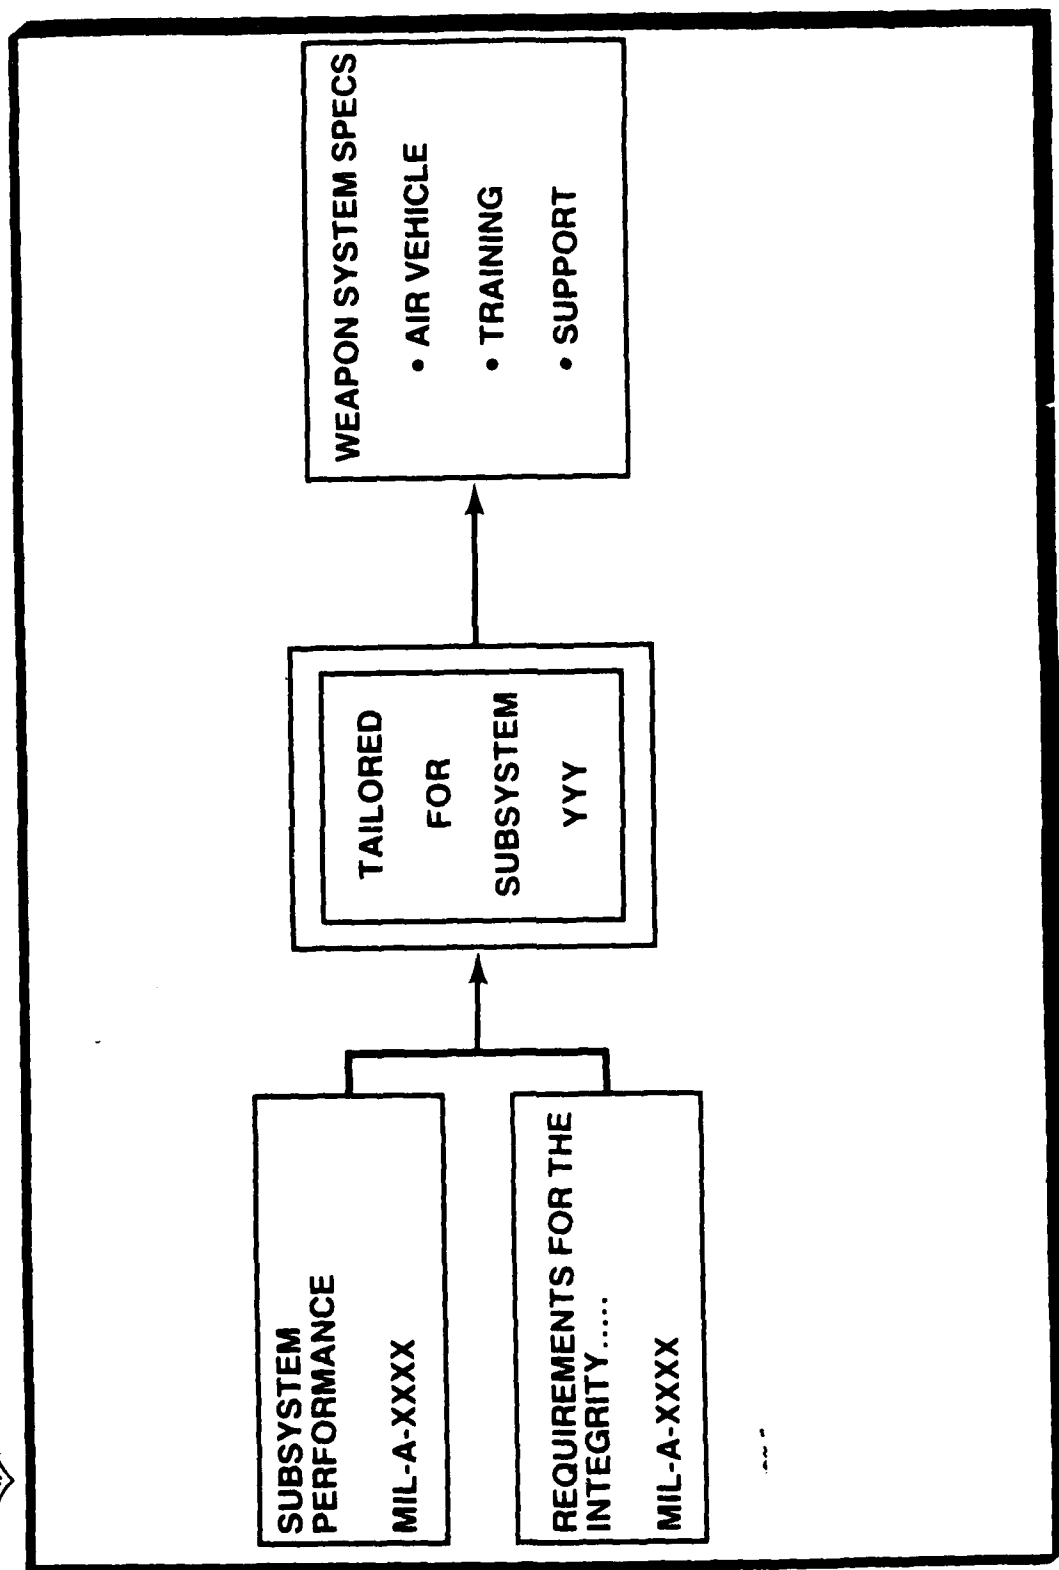 SUBSYSTEM
PERFORMANCE
MIL-A-XXXX
REQUIREMENTS FOR THE
INTEGRITY.....
MIL-A-XXXX
TAILORED
FOR
SUBSYSTEM
YYY
WEAPON SYSTEM SPECS
• AIR VEHICLE
• TRAINING
• SUPPORT